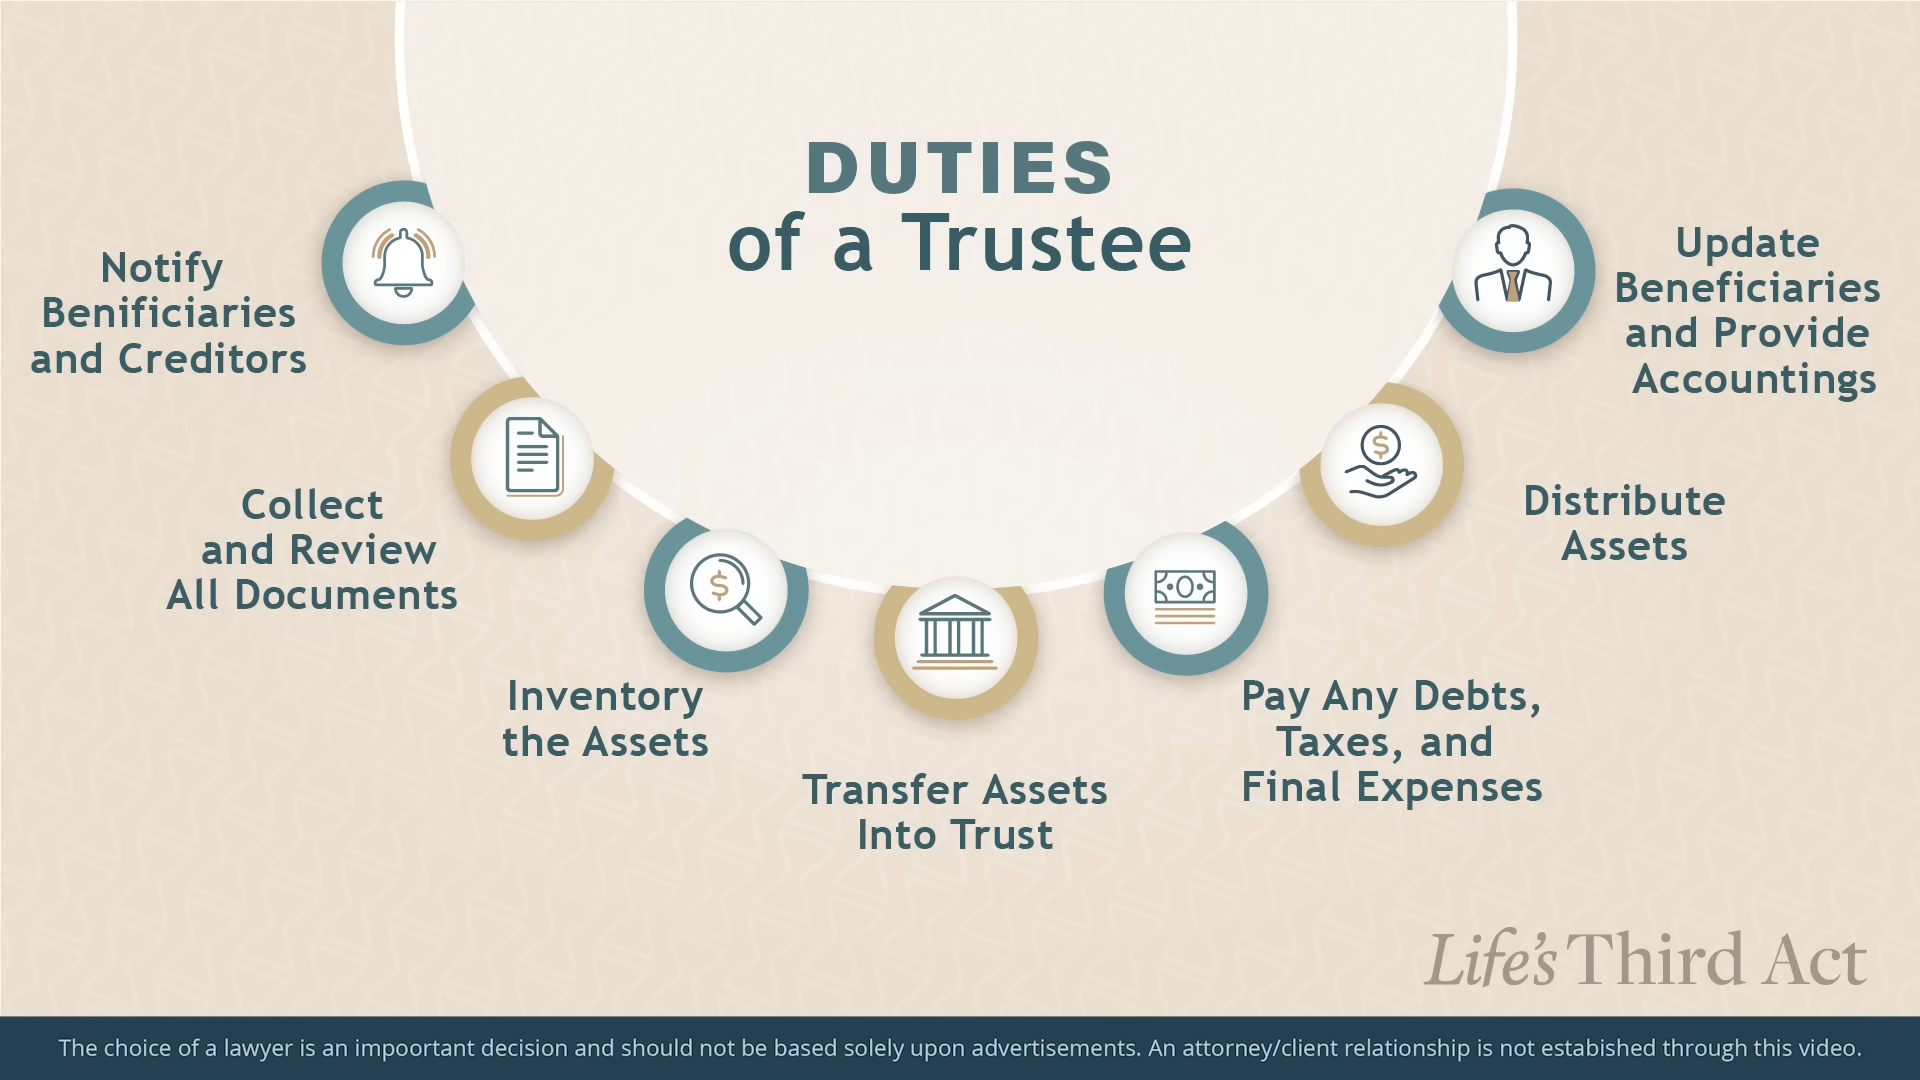 DUTIES
of a Trustee
Notify
Benificiaries
and Creditors
Collect
and Review
All Documents
Inventory
the Assets
Transfer Assets
Into Trust
Pay Any Debts,
Taxes, and
Final Expenses
Distribute
Assets
Update
Beneficiaries
and Provide
Accountings
Life's Third Act
The choice of a lawyer is an impoortant decision and should not be based solely upon advertisements. An attorney/client relationship is not estabished through this video.